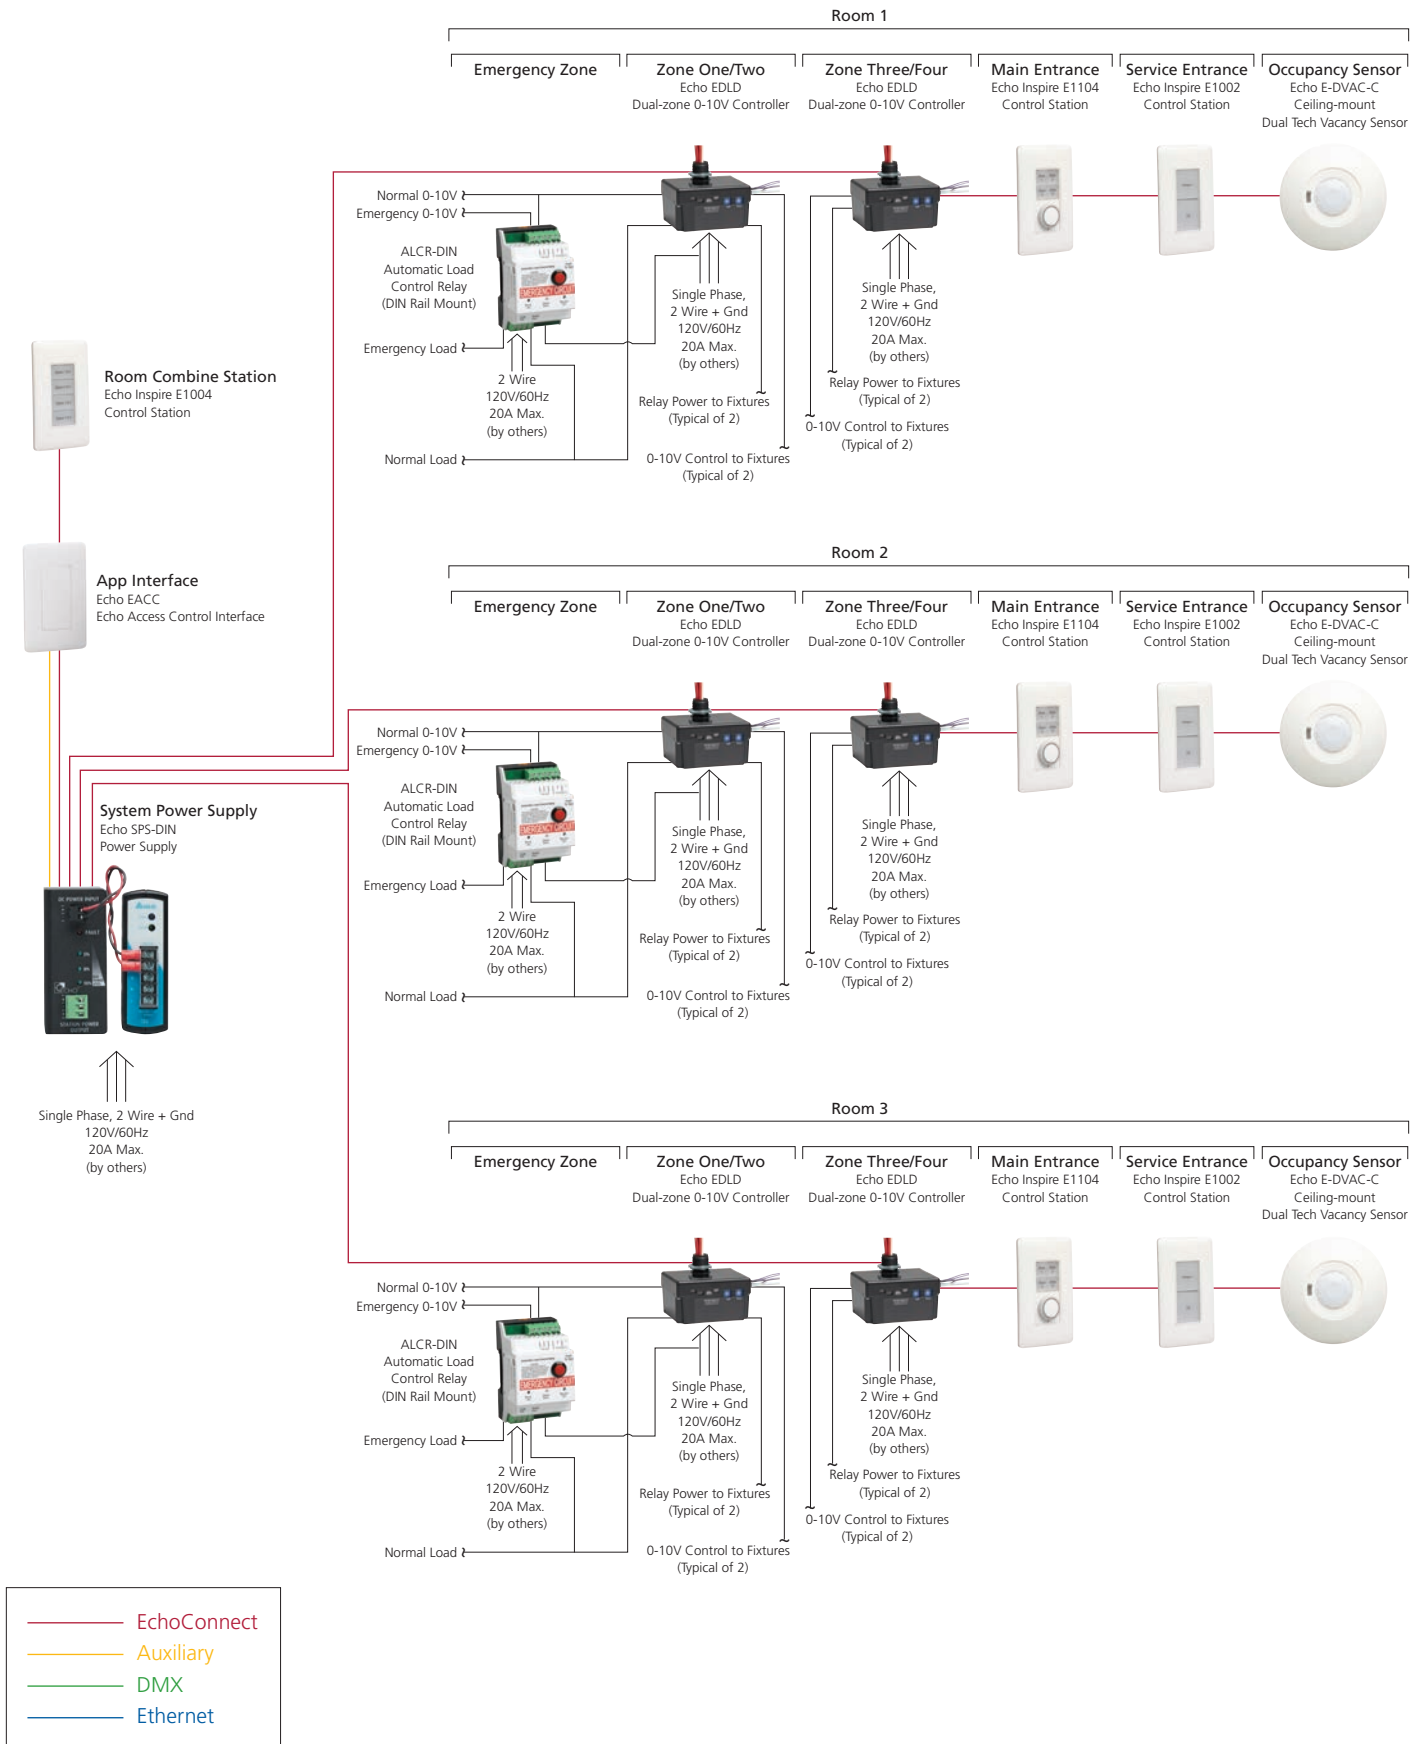 Room 1
Emergency Zone
Zone One/Two
Echo EDLD
Dual-zone 0-10V Controller
Zone Three/Four
Echo EDLD
Dual-zone 0-10V Controller
Main Entrance
Echo Inspire E1104
Control Station
Service Entrance
Echo Inspire E1002
Control Station
Occupancy Sensor
Echo E-DVAC-C
Ceiling-mount
Dual Tech Vacancy Sensor
Normal 0-10V
Emergency 0-10V
ALCR-DIN
Automatic Load
Control Relay
(DIN Rail Mount)
EMERGENCY CIRCUIT
Emergency Load
2 Wire
120V/60Hz
20A Max.
(by others)
Normal Load
Single Phase,
2 Wire + Gnd
120V/60Hz
20A Max.
(by others)
Relay Power to Fixtures
(Typical of 2)
0-10V Control to Fixtures
(Typical of 2)
Single Phase,
2 Wire + Gnd
120V/60Hz
20A Max.
(by others)
Relay Power to Fixtures
(Typical of 2)
0-10V Control to Fixtures
(Typical of 2)
Room Combine Station
Echo Inspire E1004
Control Station
App Interface
Echo EACC
Echo Access Control Interface
System Power Supply
Echo SPS-DIN
Power Supply
DC POWER INPUT
FAULT
STATION POWER
OUTPUT
Single Phase, 2 Wire + Gnd
120V/60Hz
20A Max.
(by others)
Room 2
Emergency Zone
Zone One/Two
Echo EDLD
Dual-zone 0-10V Controller
Zone Three/Four
Echo EDLD
Dual-zone 0-10V Controller
Main Entrance
Echo Inspire E1104
Control Station
Service Entrance
Echo Inspire E1002
Control Station
Occupancy Sensor
Echo E-DVAC-C
Ceiling-mount
Dual Tech Vacancy Sensor
Normal 0-10V
Emergency 0-10V
ALCR-DIN
Automatic Load
Control Relay
(DIN Rail Mount)
EMERGENCY CIRCUIT
Emergency Load
2 Wire
120V/60Hz
20A Max.
(by others)
Normal Load
Single Phase,
2 Wire + Gnd
120V/60Hz
20A Max.
(by others)
Relay Power to Fixtures
(Typical of 2)
0-10V Control to Fixtures
(Typical of 2)
Single Phase,
2 Wire + Gnd
120V/60Hz
20A Max.
(by others)
Relay Power to Fixtures
(Typical of 2)
0-10V Control to Fixtures
(Typical of 2)
Room 3
Emergency Zone
Zone One/Two
Echo EDLD
Dual-zone 0-10V Controller
Zone Three/Four
Echo EDLD
Dual-zone 0-10V Controller
Main Entrance
Echo Inspire E1104
Control Station
Service Entrance
Echo Inspire E1002
Control Station
Occupancy Sensor
Echo E-DVAC-C
Ceiling-mount
Dual Tech Vacancy Sensor
Normal 0-10V
Emergency 0-10V
ALCR-DIN
Automatic Load
Control Relay
(DIN Rail Mount)
EMERGENCY CIRCUIT
Emergency Load
2 Wire
120V/60Hz
20A Max.
(by others)
Normal Load
Single Phase,
2 Wire + Gnd
120V/60Hz
20A Max.
(by others)
Relay Power to Fixtures
(Typical of 2)
0-10V Control to Fixtures
(Typical of 2)
Single Phase,
2 Wire + Gnd
120V/60Hz
20A Max.
(by others)
Relay Power to Fixtures
(Typical of 2)
0-10V Control to Fixtures
(Typical of 2)
EchoConnect
Auxiliary
DMX
Ethernet